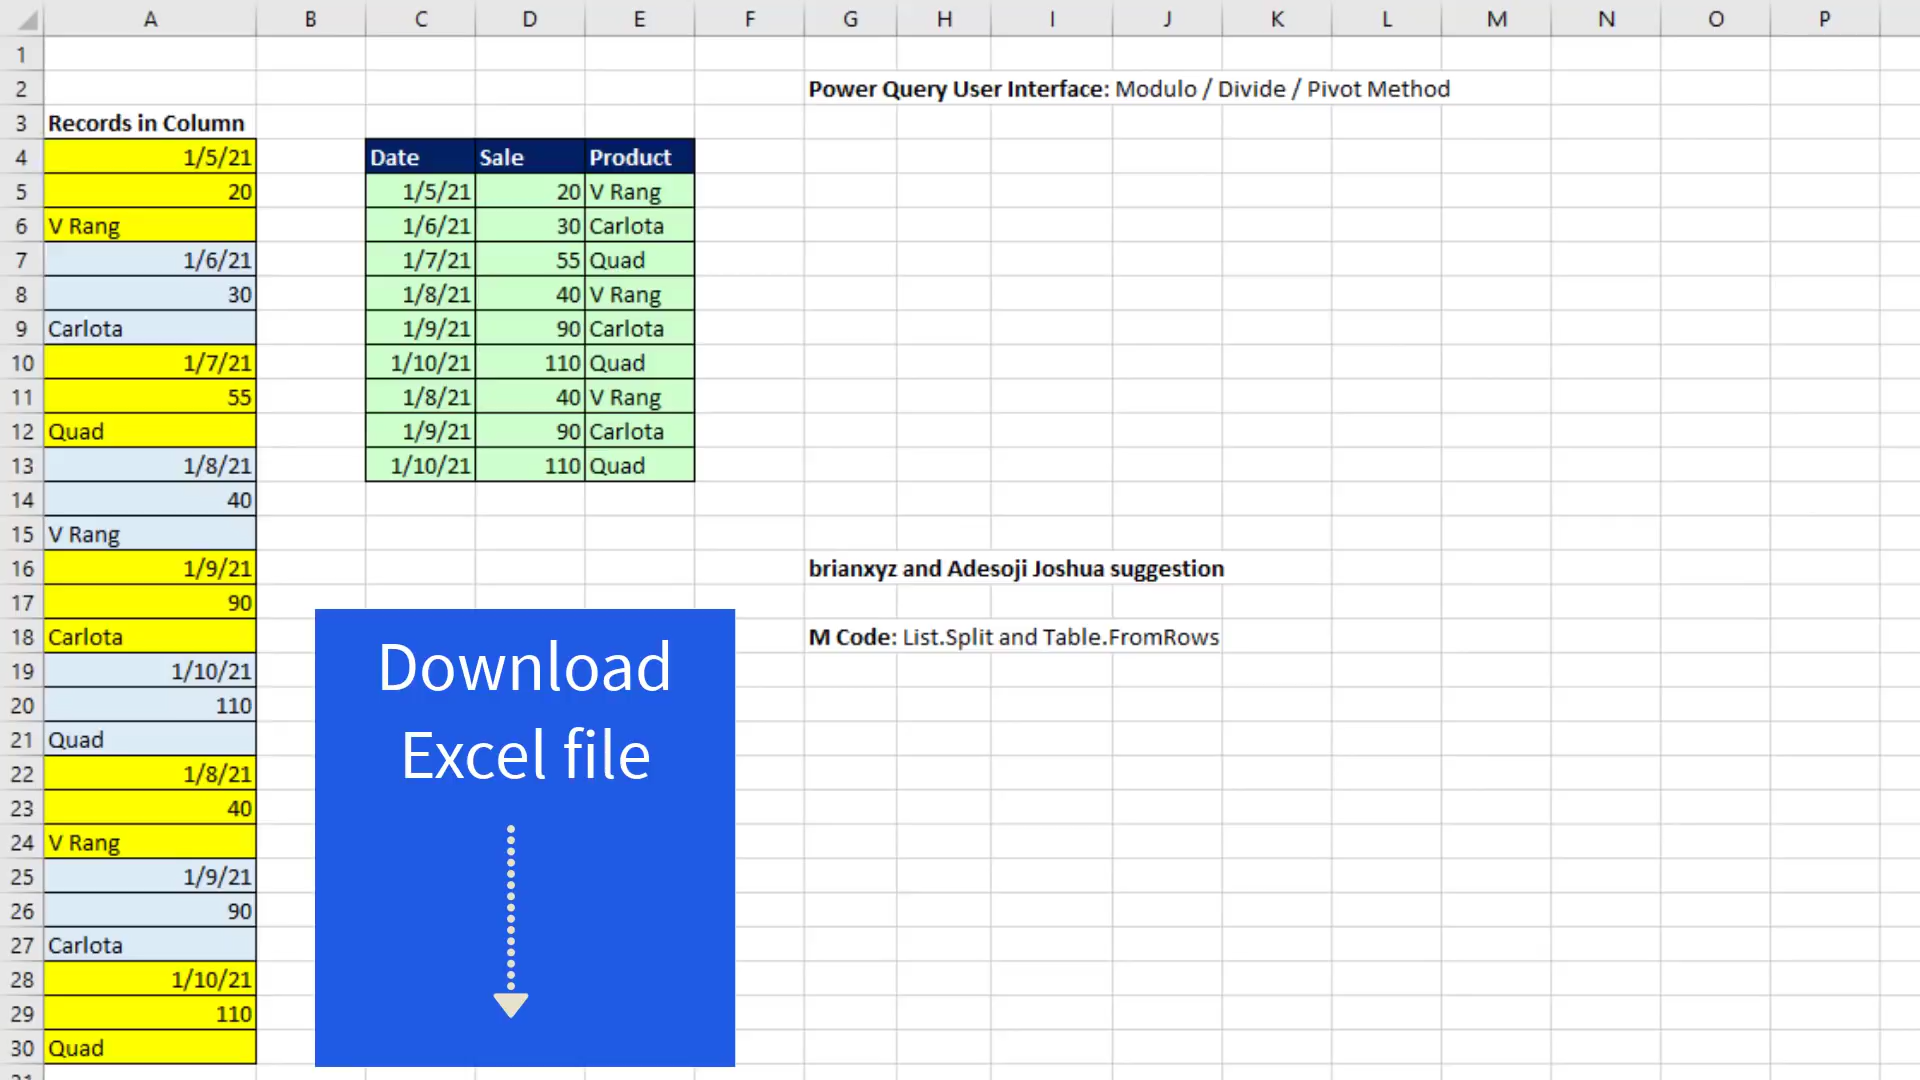 A B C D E F G H I J K L M N O P
1
2 Power Query User Interface: Modulo / Divide / Pivot Method
3 Records in Column
4 1/5/21 Date Sale Product
5 20 1/5/21 20 V Rang
6 V Rang 1/6/21 30 Carlota
7 1/6/21 1/7/21 55 Quad
8 30 1/8/21 40 V Rang
9 Carlota 1/9/21 90 Carlota
10 1/7/21 1/10/21 110 Quad
11 55 1/8/21 40 V Rang
12 Quad 1/9/21 90 Carlota
13 1/8/21 1/10/21 110 Quad
14 40
15 V Rang
16 1/9/21 brianxyz and Adesoji Joshua suggestion
17 90
18 Carlota M Code: List.Split and Table.FromRows
19 1/10/21
20 110
21 Quad
22 1/8/21
23 40
24 V Rang
25 1/9/21
26 90
27 Carlota
28 1/10/21
29 110
30 Quad
Download
Excel file